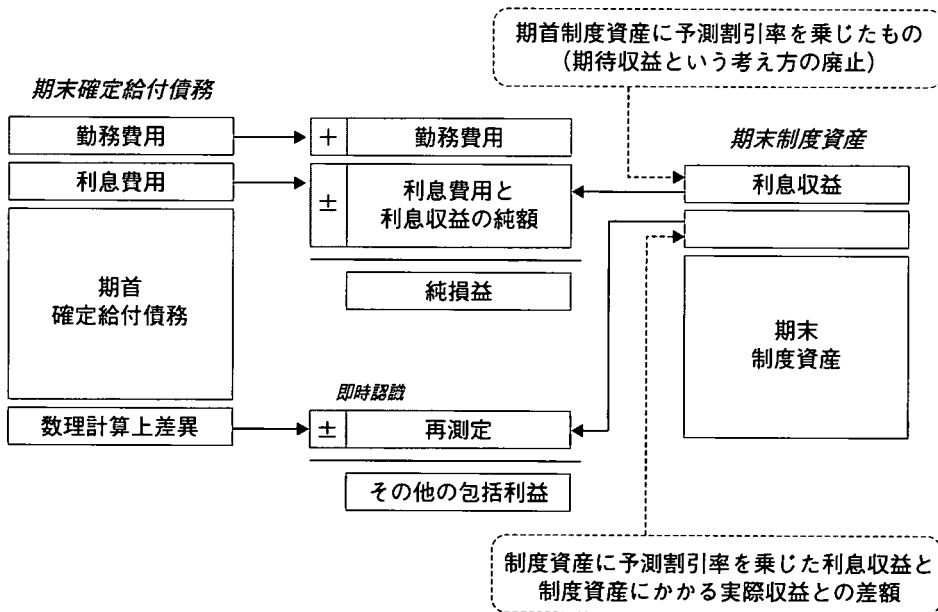 期首制度資産に予測割引率を乗じたもの
（期待収益という考え方の廃止）
期末確定給付債務
勤務費用
利息費用
期首
確定給付債務
数理計算上差異
＋
勤務費用
±
利息費用と
利息収益の純額
純損益
即時認識
±
再測定
その他の包括利益
期末制度資産
利息収益
期末
制度資産
制度資産に予測割引率を乗じた利息収益と
制度資産にかかる実際収益との差額